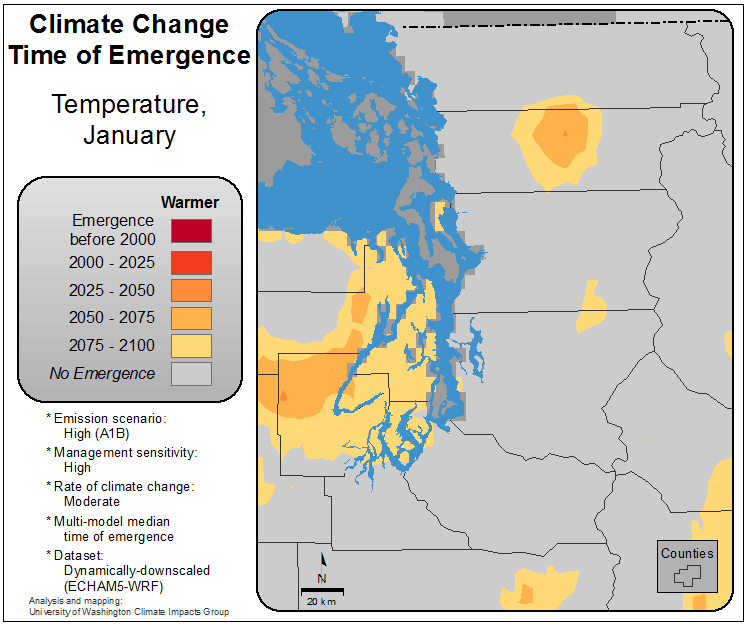 Climate Change
Time of Emergence
Temperature,
January
Warmer
Emergence
before 2000
2000 - 2025
2025 - 2050
2050 - 2075
2075 - 2100
No Emergence
* Emission scenario:
High (A1B)
* Management sensitivity:
High
* Rate of climate change:
Moderate
* Multi-model median
time of emergence
* Dataset:
Dynamically-downscaled
(ECHAM5-WRF)
Analysis and mapping:
University of Washington Climate Impacts Group
N
20 km
Counties